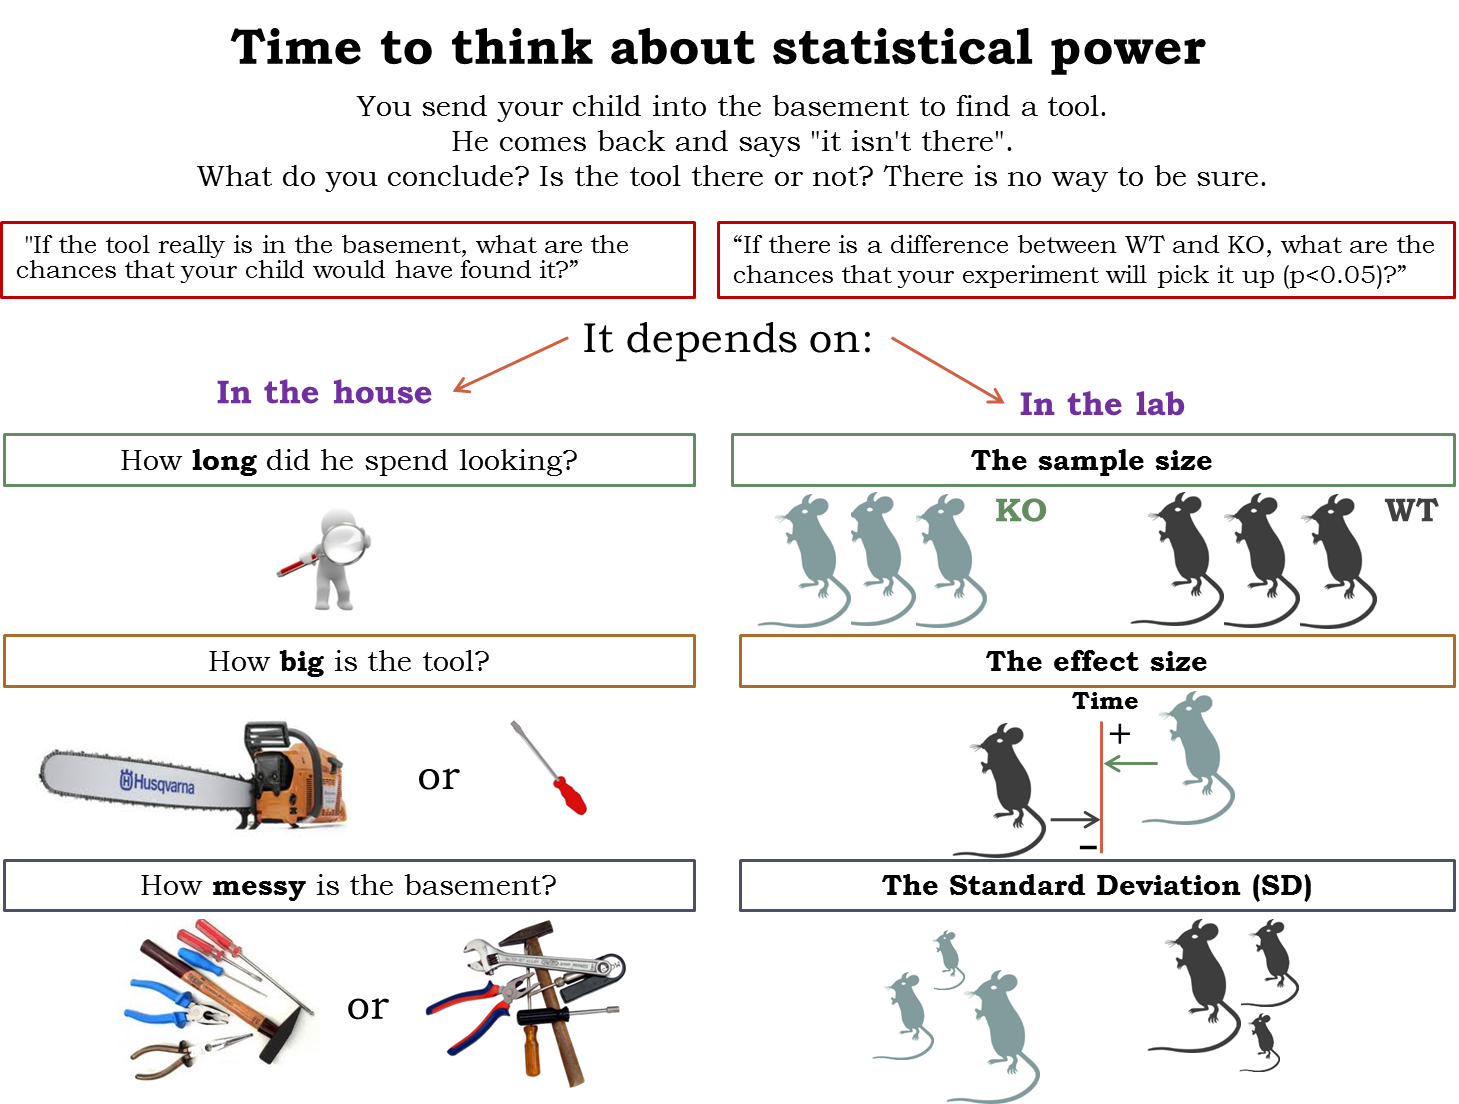 Time to think about statistical power
You send your child into the basement to find a tool.
He comes back and says "it isn't there".
What do you conclude? Is the tool there or not? There is no way to be sure.
"If the tool really is in the basement, what are the
chances that your child would have found it?”
“If there is a difference between WT and KO, what are the
chances that your experiment will pick it up (p<0.05)?”
It depends on:
In the house
In the lab
How long did he spend looking?
The sample size
KO
WT
How big is the tool?
The effect size
Time
+
Husqvarna
or
−
How messy is the basement?
The Standard Deviation (SD)
or